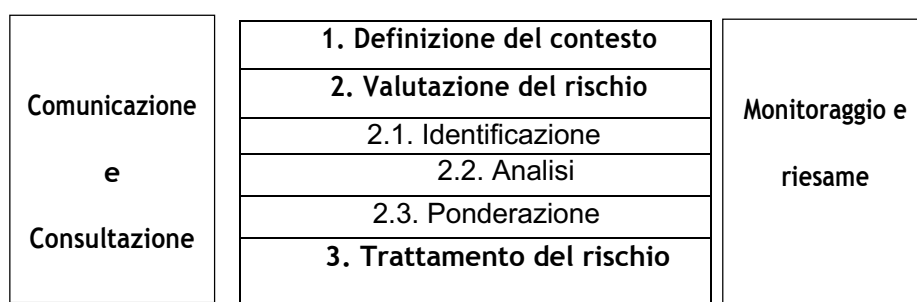 Comunicazione
e
Consultazione
1. Definizione del contesto
2. Valutazione del rischio
2.1. Identificazione
2.2. Analisi
2.3. Ponderazione
3. Trattamento del rischio
Monitoraggio e
riesame